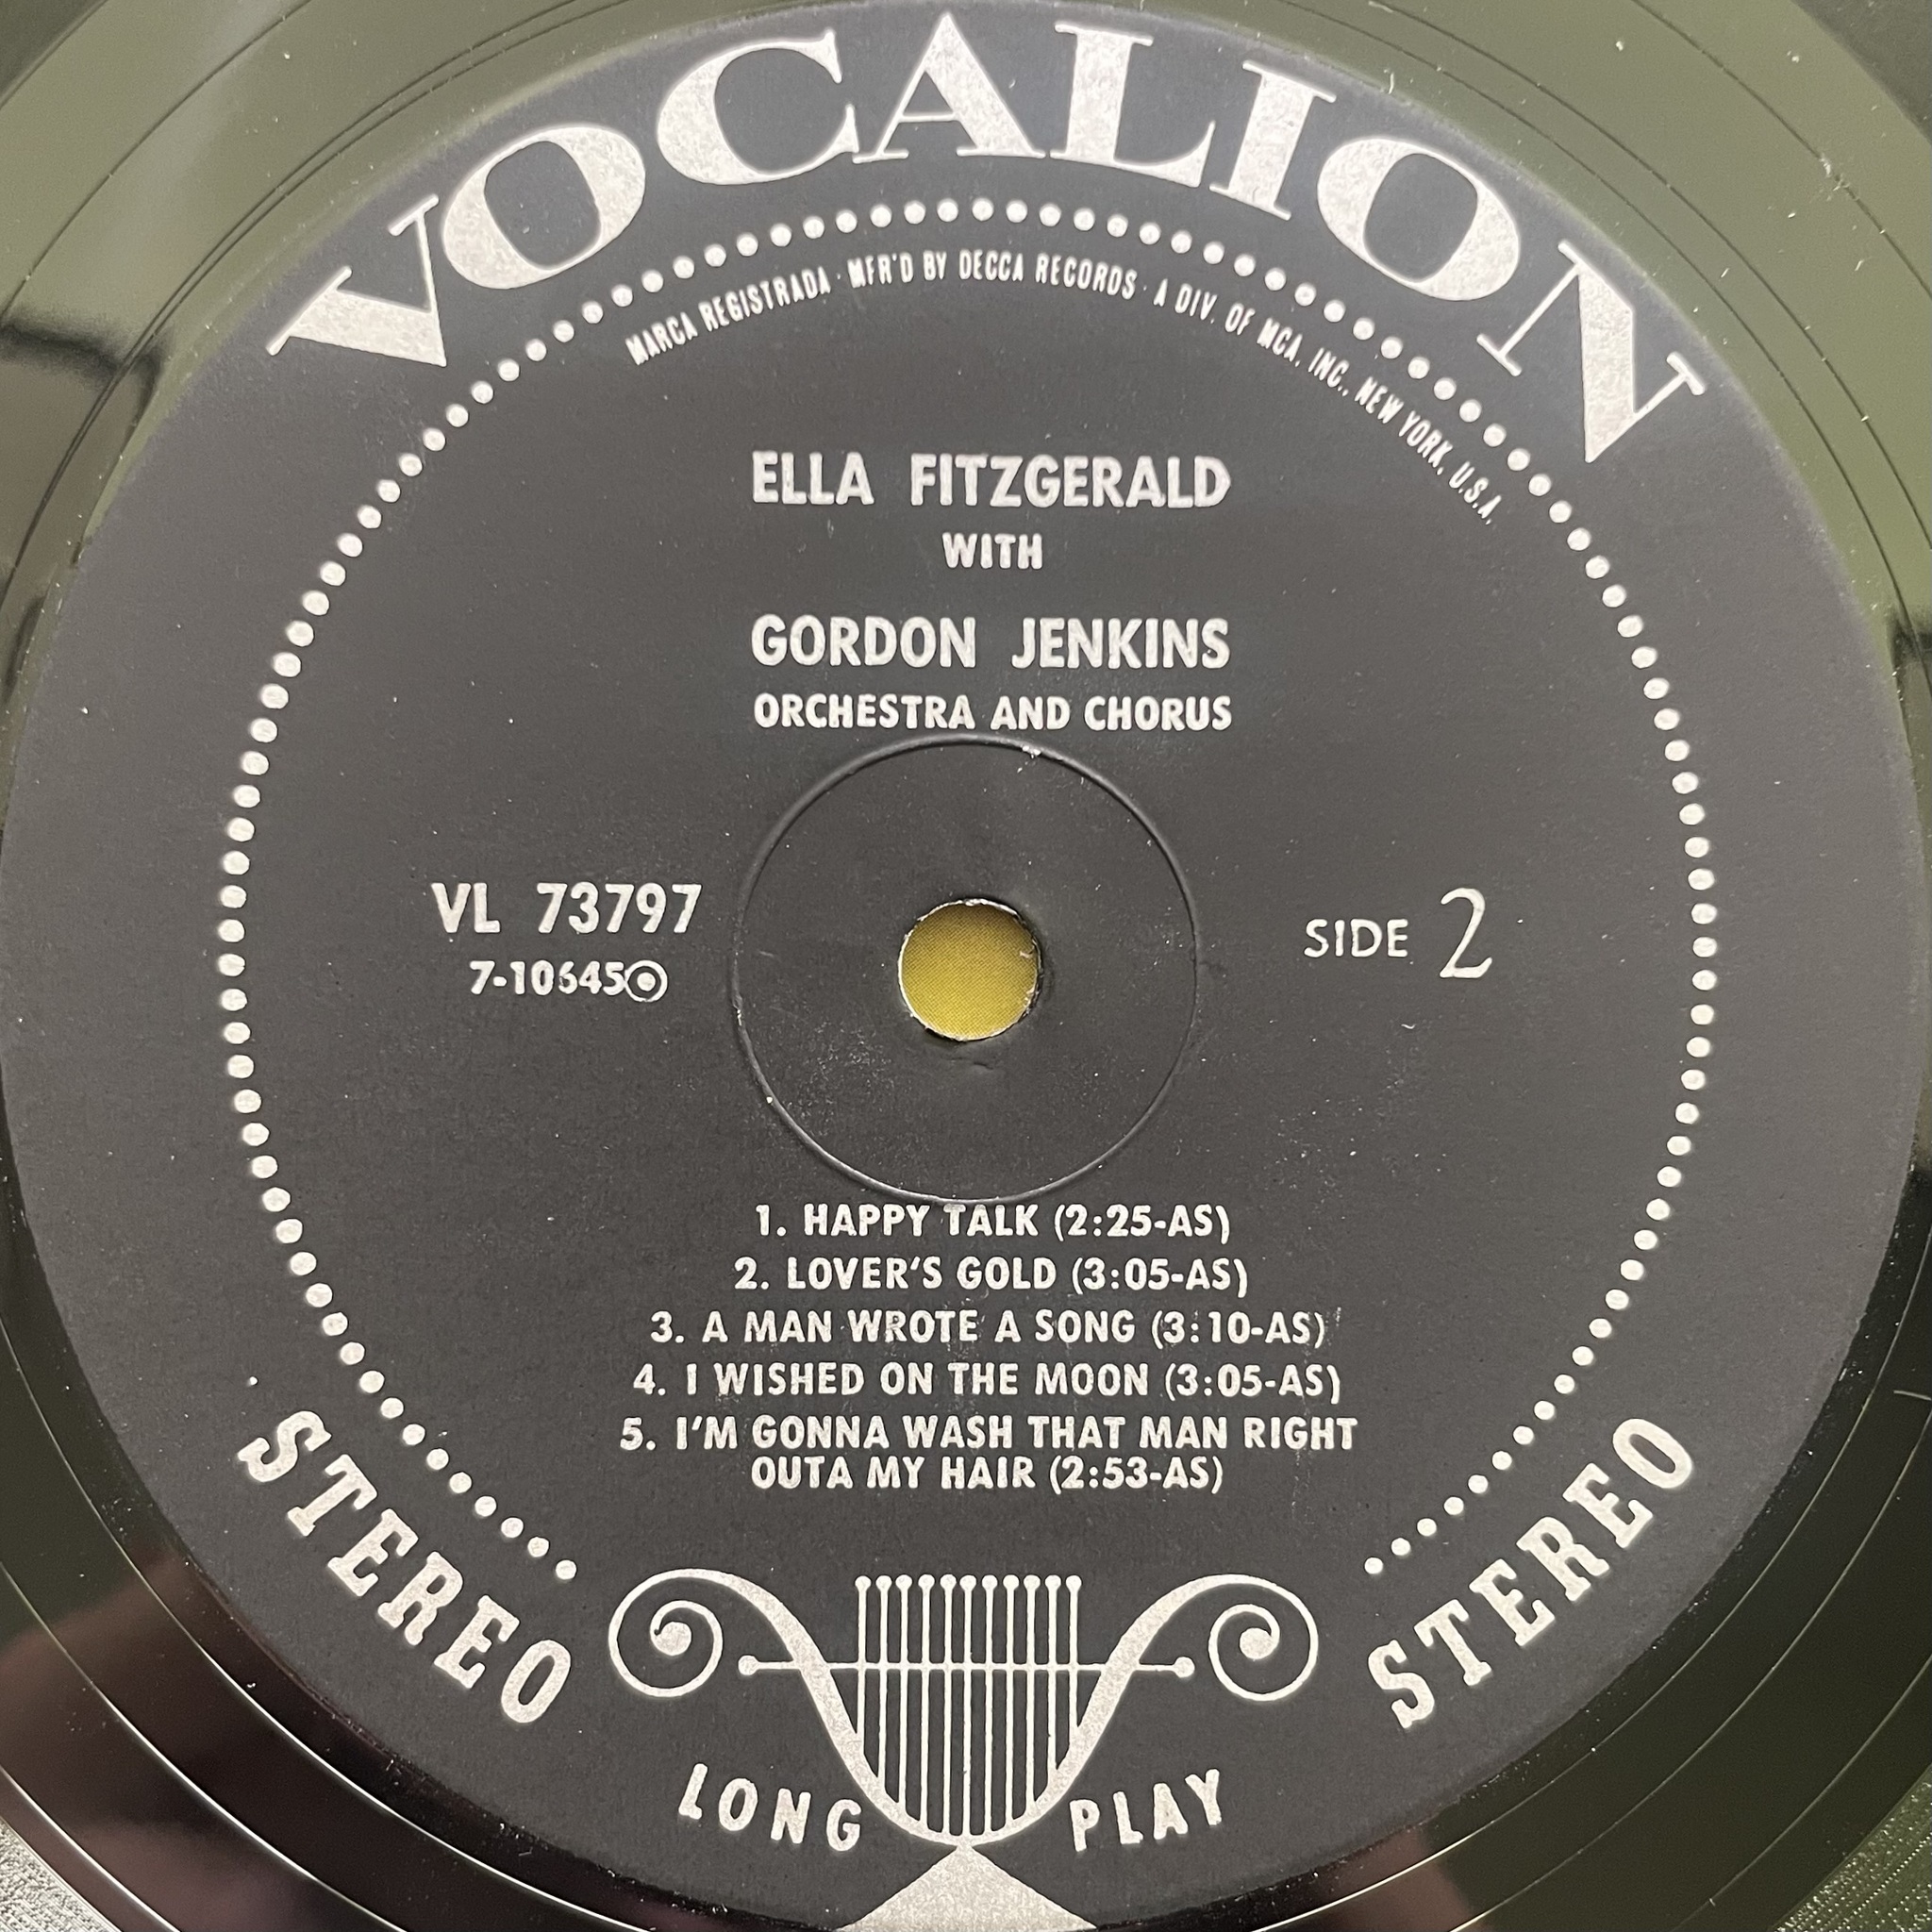 VOCALION
MARCA REGISTRADA · MFR'D BY DECCA RECORDS · A DIV. OF MCA, INC., NEW YORK, U.S.A.
ELLA FITZGERALD
WITH
GORDON JENKINS
ORCHESTRA AND CHORUS
VL 73797
7-10645
SIDE 2
1. HAPPY TALK (2:25-AS)
2. LOVER'S GOLD (3:05-AS)
3. A MAN WROTE A SONG (3:10-AS)
4. I WISHED ON THE MOON (3:05-AS)
5. I'M GONNA WASH THAT MAN RIGHT
OUTA MY HAIR (2:53-AS)
STEREO
STEREO
LONG PLAY